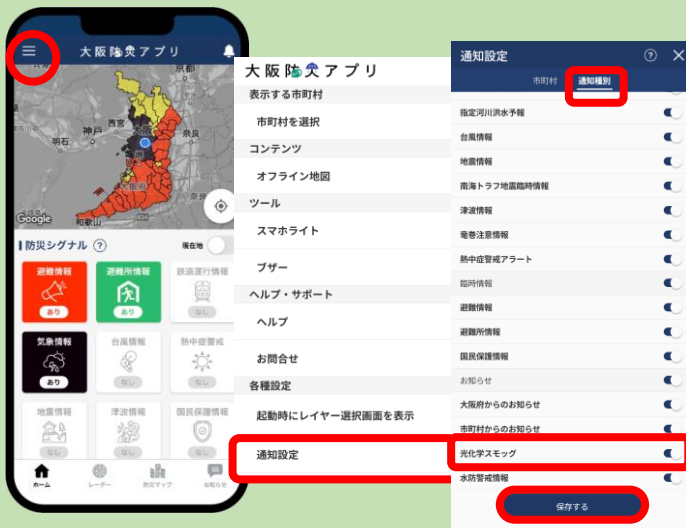 大阪防災アプリ
京都
神戸
西宮
大阪
奈良
明石
大阪府
奈良
和歌山
Google
防災シグナル ?
現在地
避難情報
あり
避難所情報
あり
鉄道運行情報
なし
気象情報
あり
台風情報
なし
熱中症警戒
なし
地震情報
なし
津波情報
なし
国民保護情報
なし
ホーム
レーダー
防災マップ
お知らせ
大阪防災アプリ
表示する市町村
市町村を選択
コンテンツ
オフライン地図
ツール
スマホライト
ブザー
ヘルプ・サポート
ヘルプ
お問合せ
各種設定
起動時にレイヤー選択画面を表示
通知設定
通知設定 ?
市町村
通知種別
指定河川洪水予報
台風情報
地震情報
南海トラフ地震臨時情報
津波情報
竜巻注意情報
熱中症警戒アラート
臨時情報
避難情報
避難所情報
国民保護情報
お知らせ
大阪府からのお知らせ
市町村からのお知らせ
光化学スモッグ
水防警戒情報
保存する